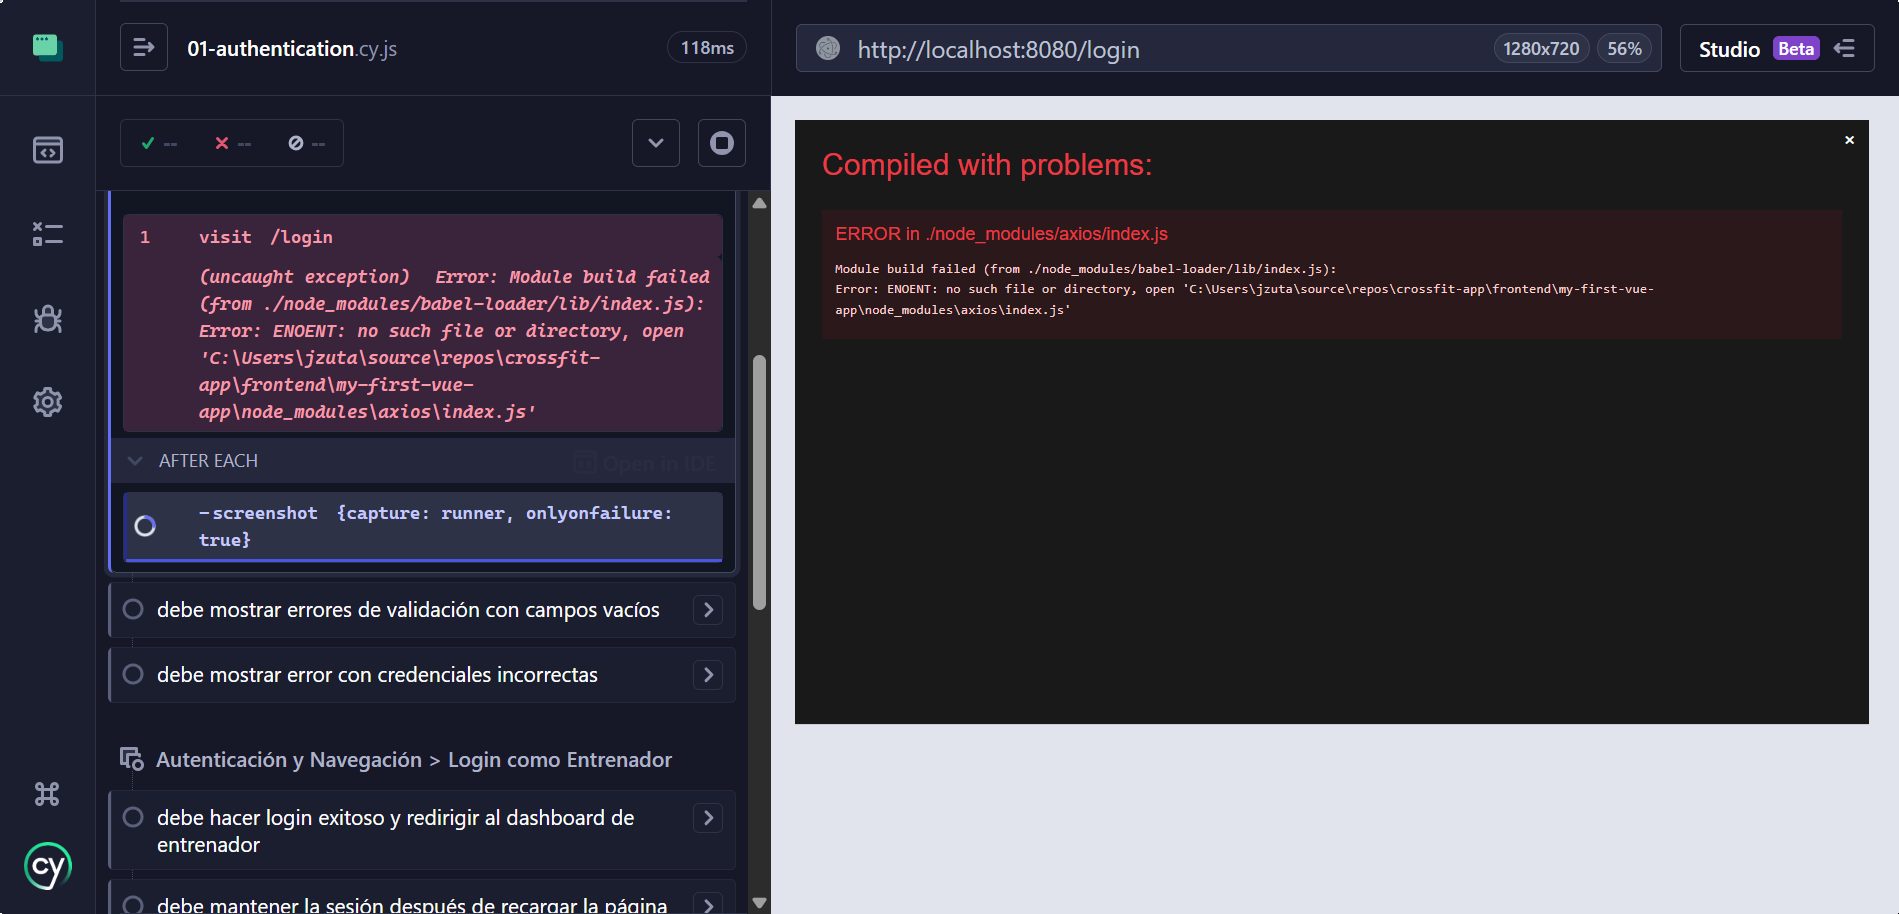 01-authentication.cy.js
118ms
-- -- --
1 visit /login
(uncaught exception) Error: Module build failed
(from ./node_modules/babel-loader/lib/index.js):
Error: ENOENT: no such file or directory, open
'C:\Users\jzuta\source\repos\crossfit-
app\frontend\my-first-vue-
app\node_modules\axios\index.js'
AFTER EACH
Open in IDE
-screenshot {capture: runner, onlyonfailure:
true}
debe mostrar errores de validación con campos vacíos
debe mostrar error con credenciales incorrectas
Autenticación y Navegación > Login como Entrenador
debe hacer login exitoso y redirigir al dashboard de
entrenador
debe mantener la sesión después de recargar la página
cy
http://localhost:8080/login
1280x720
56%
Studio Beta
Compiled with problems:
×
ERROR in ./node_modules/axios/index.js
Module build failed (from ./node_modules/babel-loader/lib/index.js):
Error: ENOENT: no such file or directory, open 'C:\Users\jzuta\source\repos\crossfit-app\frontend\my-first-vue-
app\node_modules\axios\index.js'